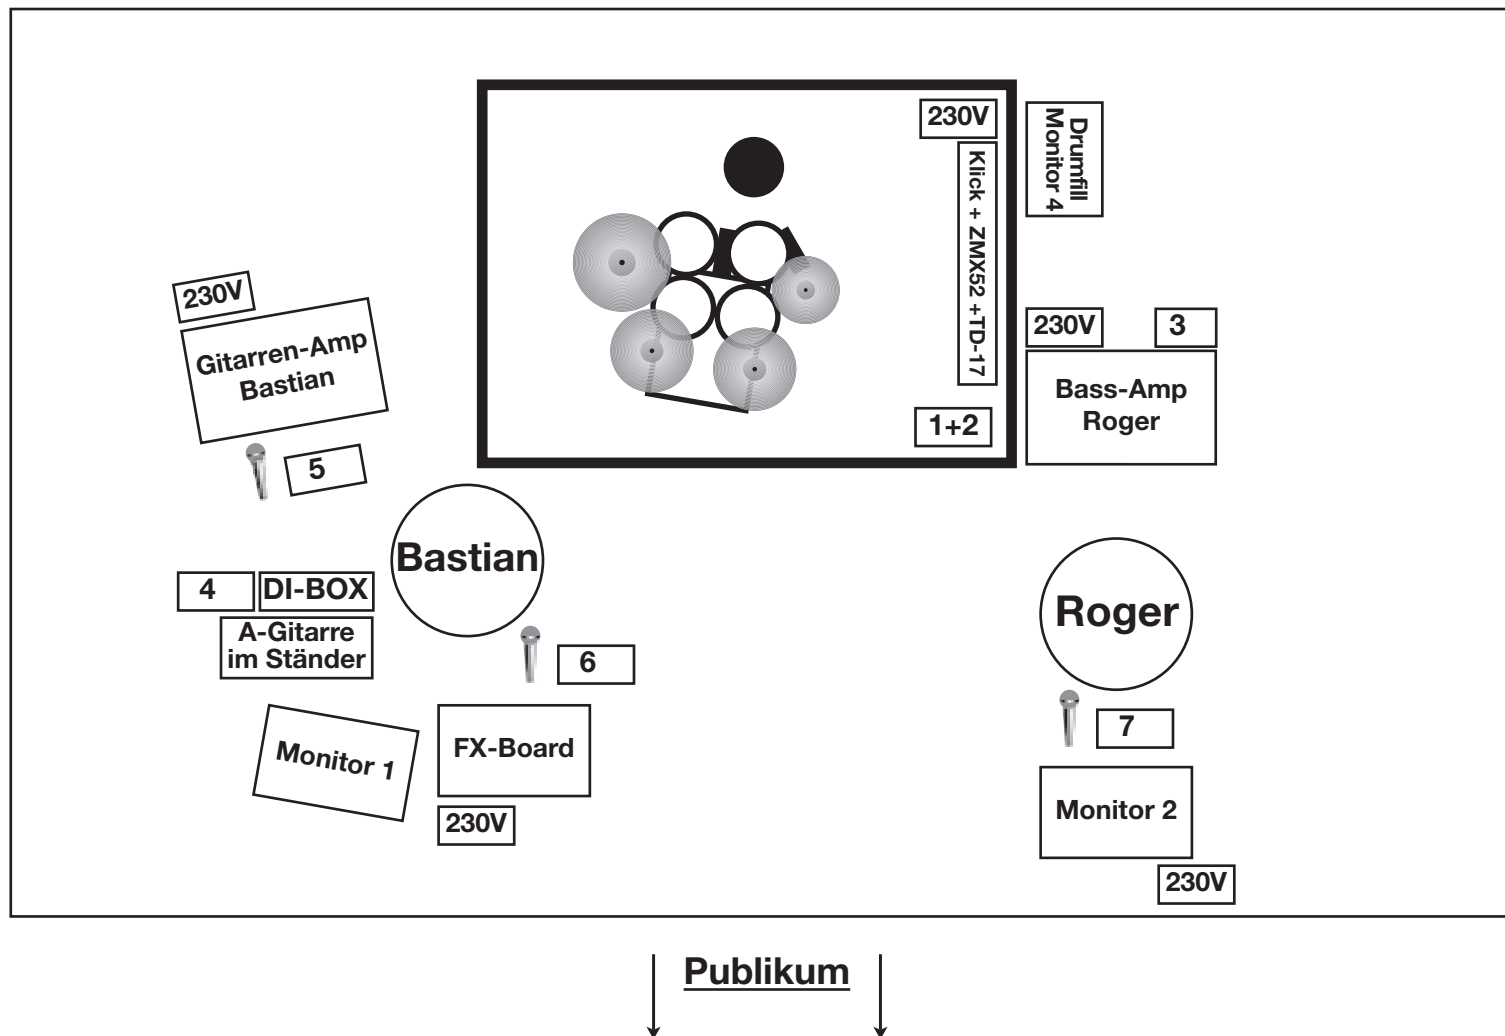 230V
Klick + ZMX52 +TD-17
1+2
Drumfill
Monitor 4
230V
Gitarren-Amp
Bastian
5
230V
3
Bass-Amp
Roger
Bastian
4
DI-BOX
A-Gitarre
im Ständer
6
Roger
7
Monitor 1
FX-Board
230V
Monitor 2
230V
Publikum